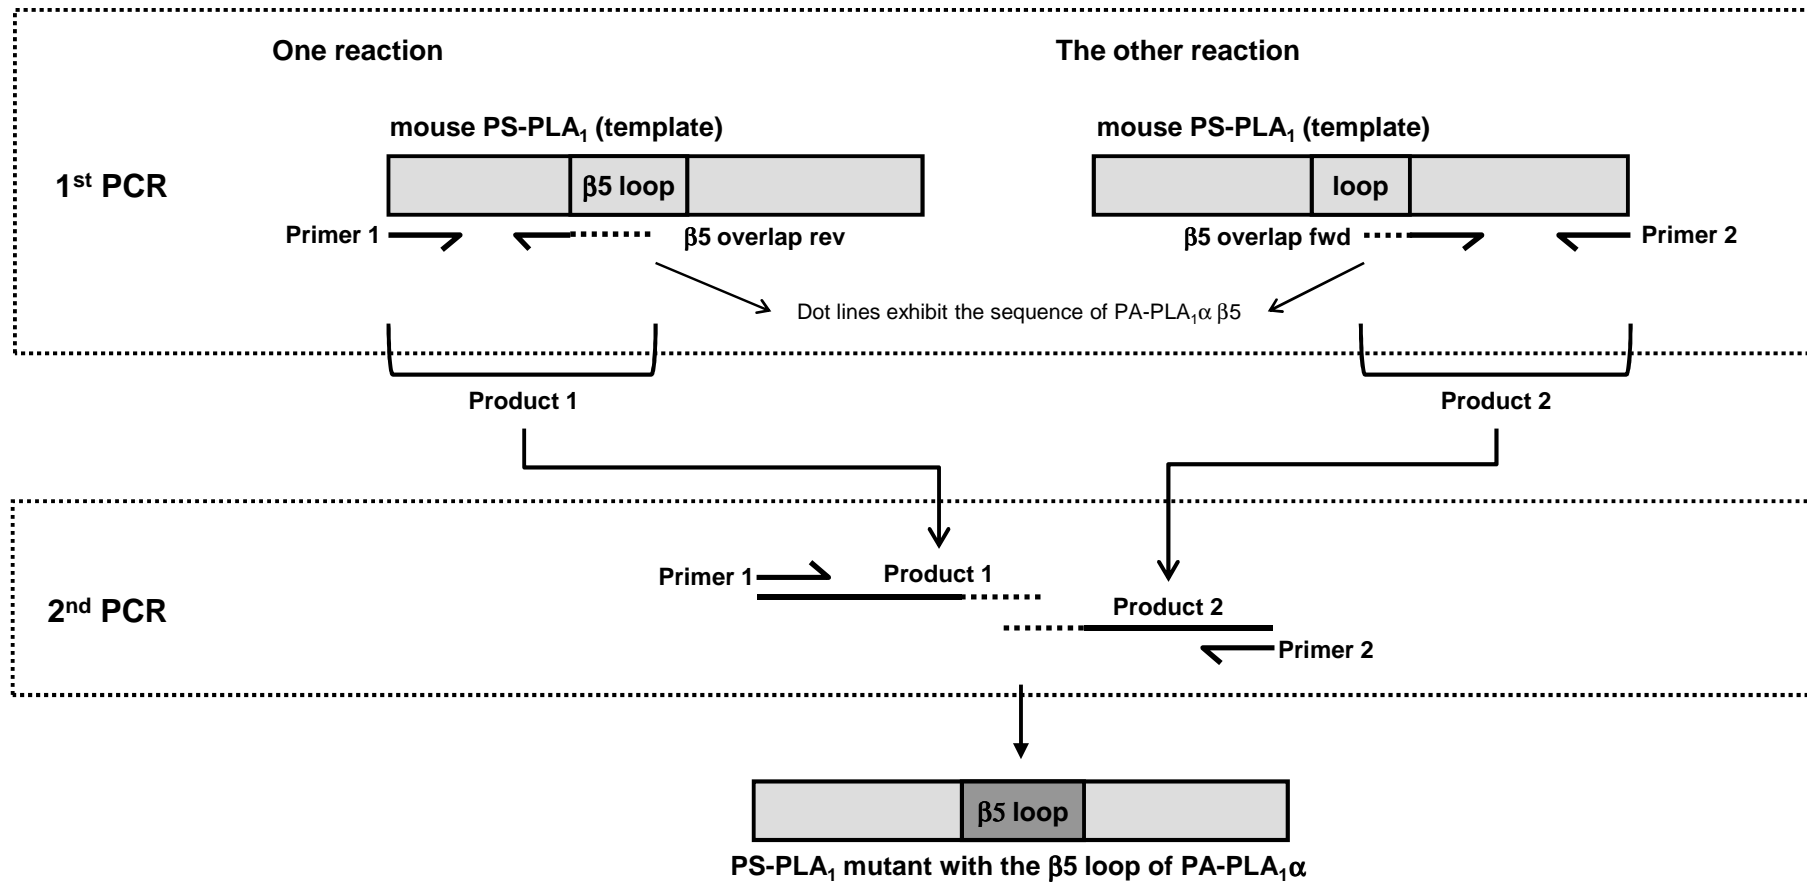 One reaction
The other reaction
mouse PS-PLA₁ (template)
mouse PS-PLA₁ (template)
1ˢᵗ PCR
β5 loop
loop
Primer 1
β5 overlap rev
β5 overlap fwd
Primer 2
Dot lines exhibit the sequence of PA-PLA₁α β5
Product 1
Product 2
2ⁿᵈ PCR
Primer 1
Product 1
Product 2
Primer 2
β5 loop
PS-PLA₁ mutant with the β5 loop of PA-PLA₁α